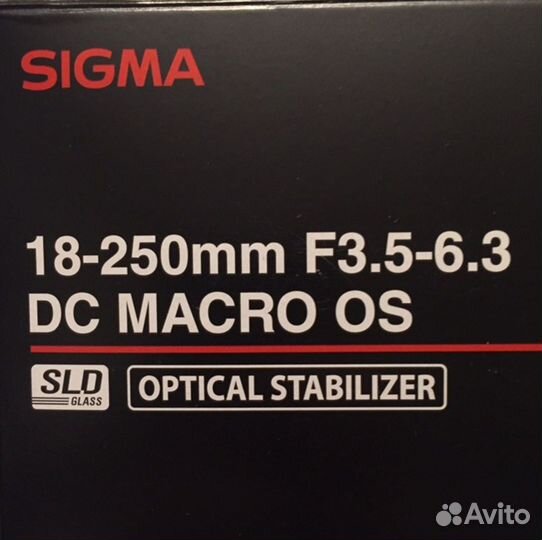 SIGMA
18-250mm F3.5-6.3
DC MACRO OS
SLD GLASS
OPTICAL STABILIZER
Avito